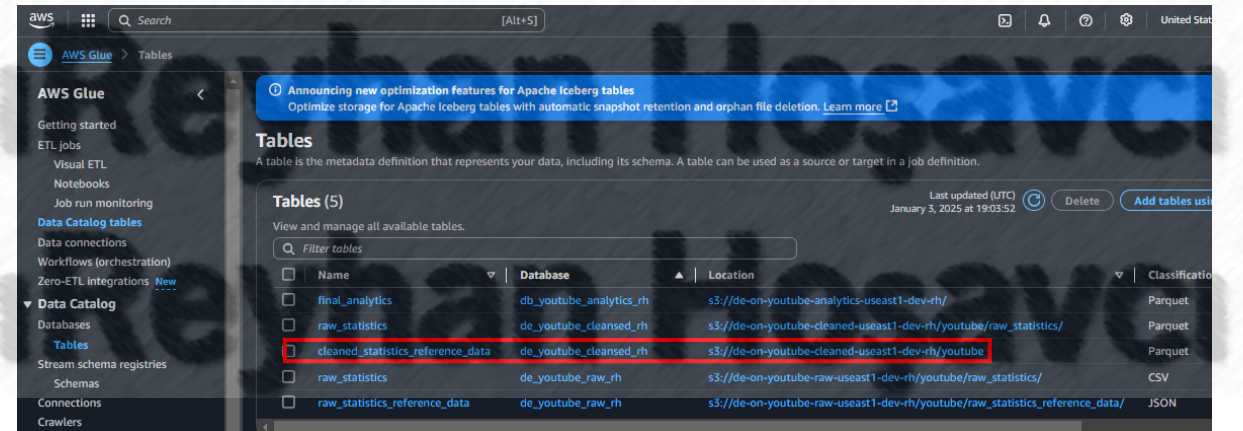 aws
Search
[Alt+S]
United Stat
AWS Glue > Tables
AWS Glue
Getting started
ETL jobs
Visual ETL
Notebooks
Job run monitoring
Data Catalog tables
Data connections
Workflows (orchestration)
Zero-ETL integrations New
Data Catalog
Databases
Tables
Stream schema registries
Schemas
Connections
Crawlers
Announcing new optimization features for Apache Iceberg tables
Optimize storage for Apache Iceberg tables with automatic snapshot retention and orphan file deletion. Learn more
Tables
A table is the metadata definition that represents your data, including its schema. A table can be used as a source or target in a job definition.
Tables (5)
Last updated (UTC)
January 3, 2025 at 19:03:52
Delete
Add tables usi
View and manage all available tables.
Filter tables
Name Database Location Classificatio
final_analytics db_youtube_analytics_rh s3://de-on-youtube-analytics-useast1-dev-rh/ Parquet
raw_statistics de_youtube_cleansed_rh s3://de-on-youtube-cleaned-useast1-dev-rh/youtube/raw_statistics/ Parquet
cleaned_statistics_reference_data de_youtube_cleansed_rh s3://de-on-youtube-cleaned-useast1-dev-rh/youtube Parquet
raw_statistics de_youtube_raw_rh s3://de-on-youtube-raw-useast1-dev-rh/youtube/raw_statistics/ CSV
raw_statistics_reference_data de_youtube_raw_rh s3://de-on-youtube-raw-useast1-dev-rh/youtube/raw_statistics_reference_data/ JSON